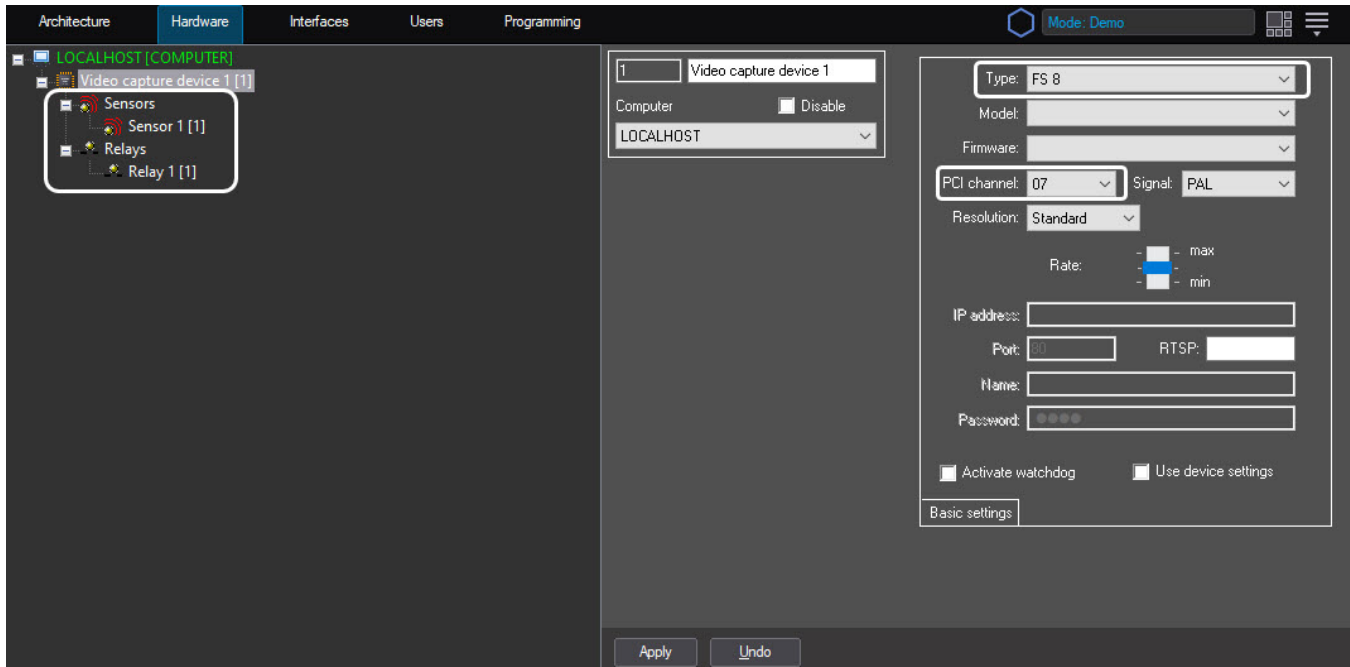 Architecture Hardware Interfaces Users Programming Mode: Demo
LOCALHOST [COMPUTER]
Video capture device 1 [1]
Sensors
Sensor 1 [1]
Relays
Relay 1 [1]
1 Video capture device 1
Computer Disable
LOCALHOST
Type: FS 8
Model:
Firmware:
PCI channel: 07 Signal: PAL
Resolution: Standard
Rate: max
min
IP address:
Port: 80 RTSP:
Name:
Password:
Activate watchdog Use device settings
Basic settings
Apply Undo